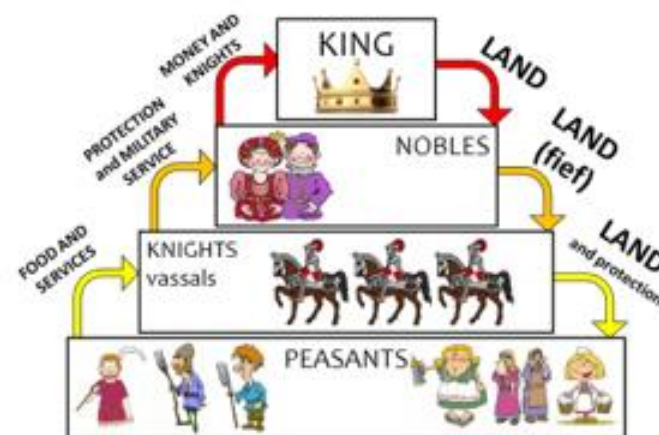 KING
MONEY AND
KNIGHTS
LAND
NOBLES
PROTECTION
and MILITARY
SERVICE
LAND
(fief)
KNIGHTS
vassals
FOOD AND
SERVICES
LAND
and protection
PEASANTS